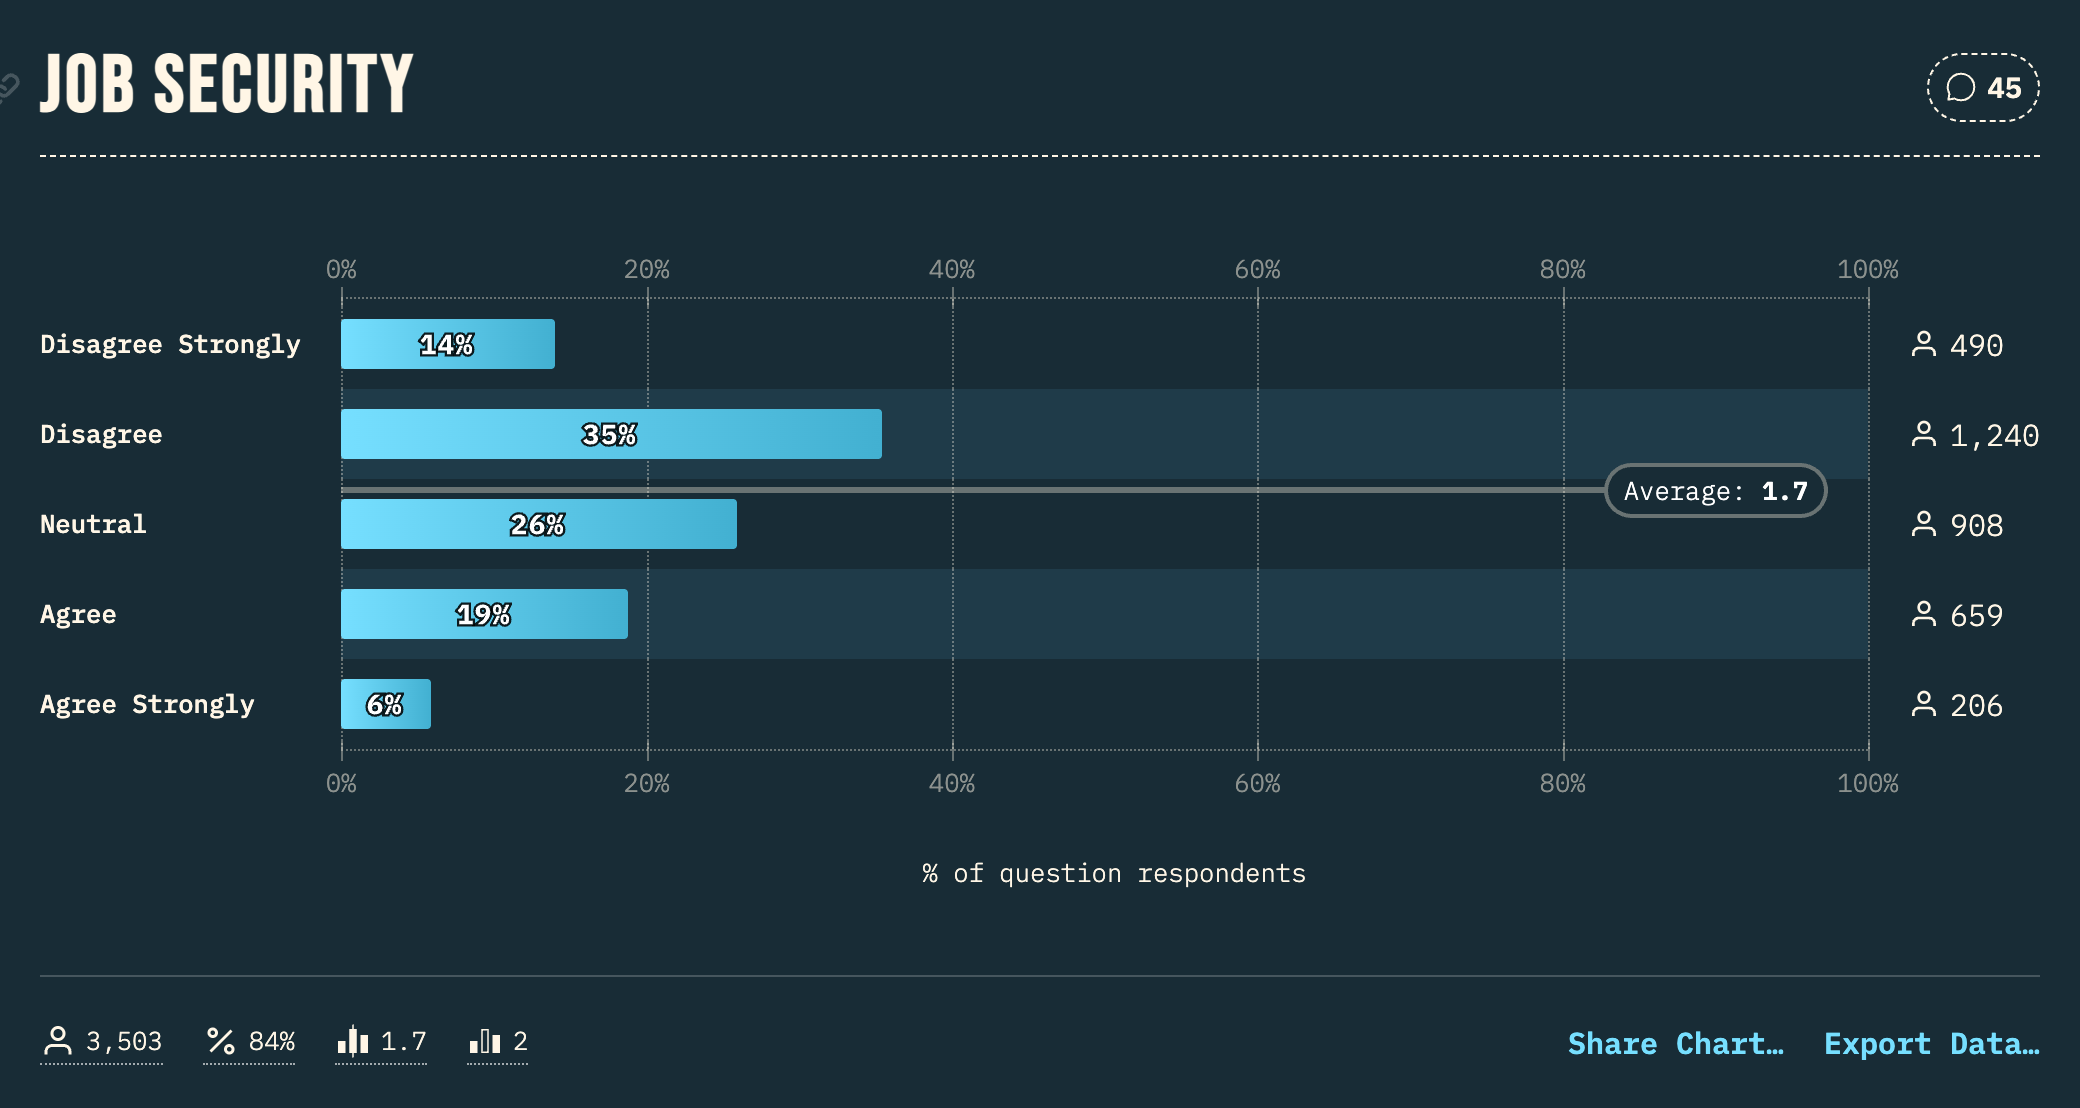 JOB SECURITY
45
0% 20% 40% 60% 80% 100%
Disagree Strongly 14% 490
Disagree 35% 1,240
Average: 1.7
Neutral 26% 908
Agree 19% 659
Agree Strongly 6% 206
0% 20% 40% 60% 80% 100%
% of question respondents
3,503 84% 1.7 2 Share Chart… Export Data…